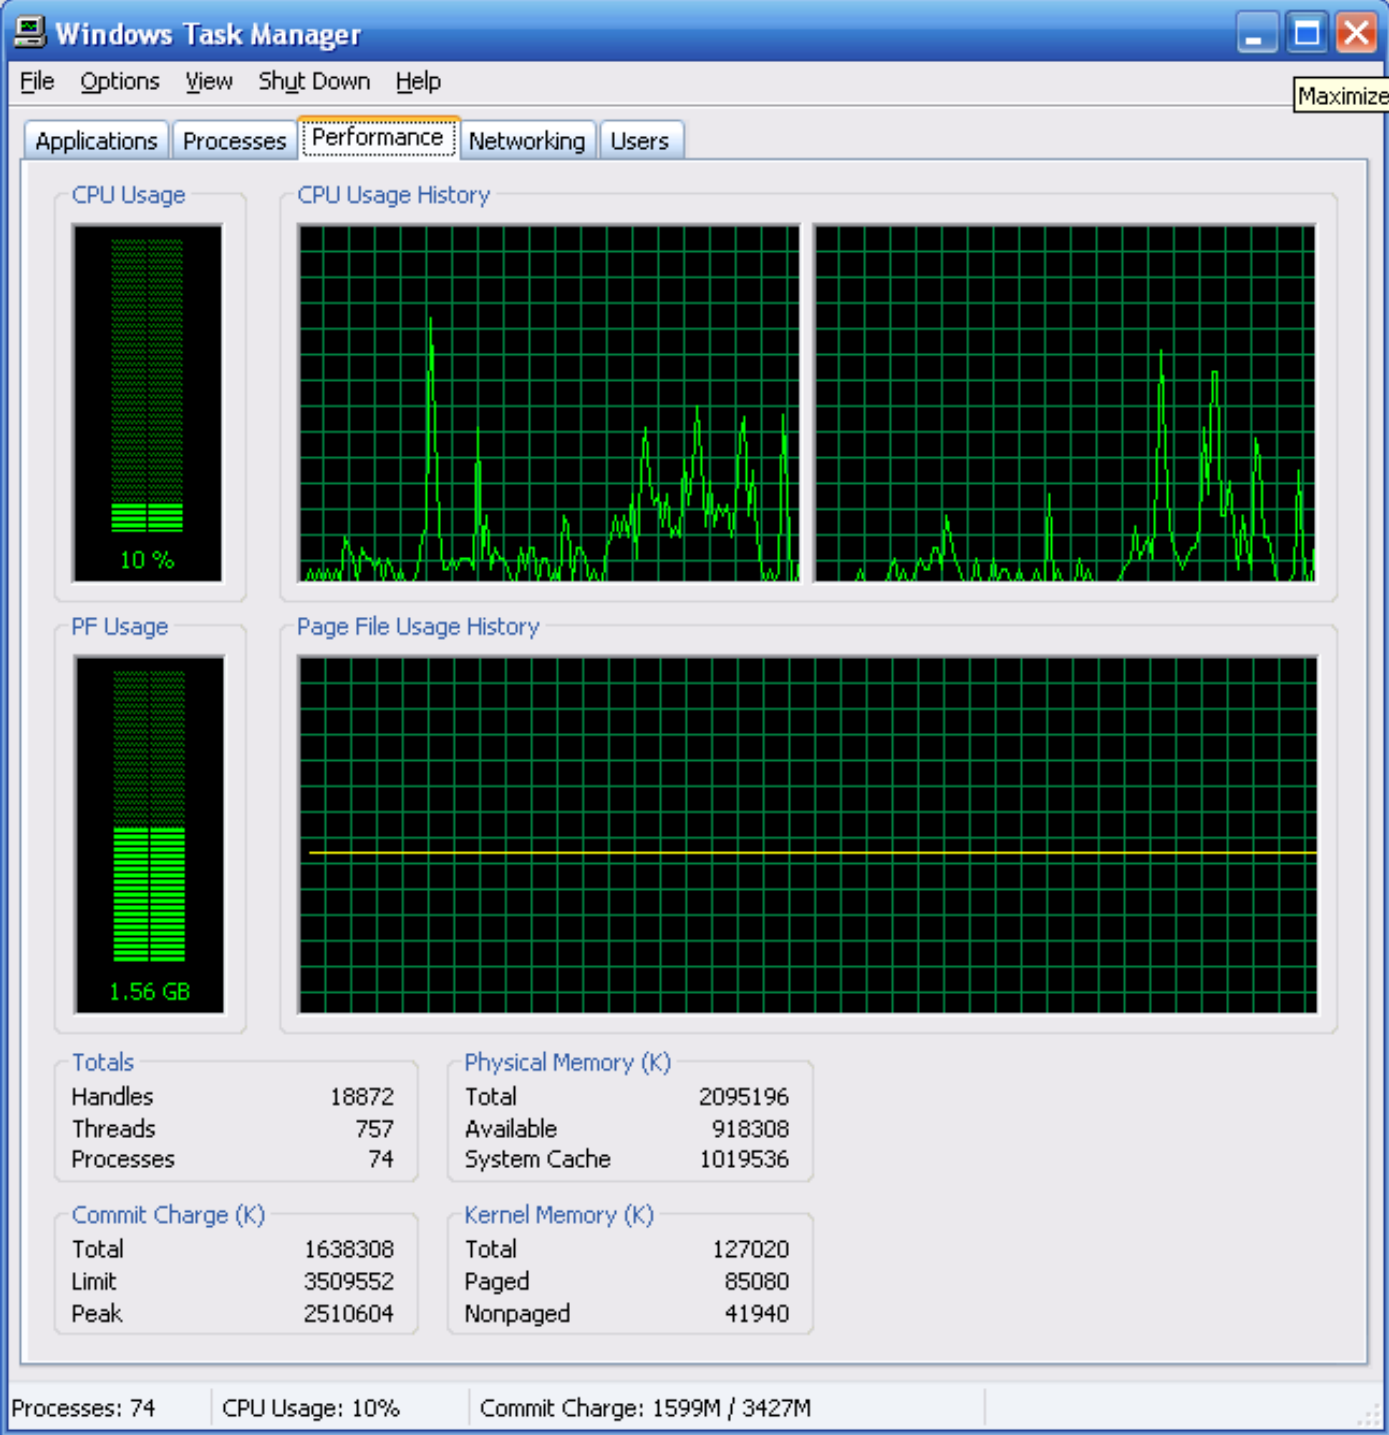 Windows Task Manager
File Options View Shut Down Help
Maximize
Applications Processes Performance Networking Users
CPU Usage
CPU Usage History
10 %
PF Usage
Page File Usage History
1.56 GB
Totals
Handles 18872
Threads 757
Processes 74
Physical Memory (K)
Total 2095196
Available 918308
System Cache 1019536
Commit Charge (K)
Total 1638308
Limit 3509552
Peak 2510604
Kernel Memory (K)
Total 127020
Paged 85080
Nonpaged 41940
Processes: 74 CPU Usage: 10% Commit Charge: 1599M / 3427M